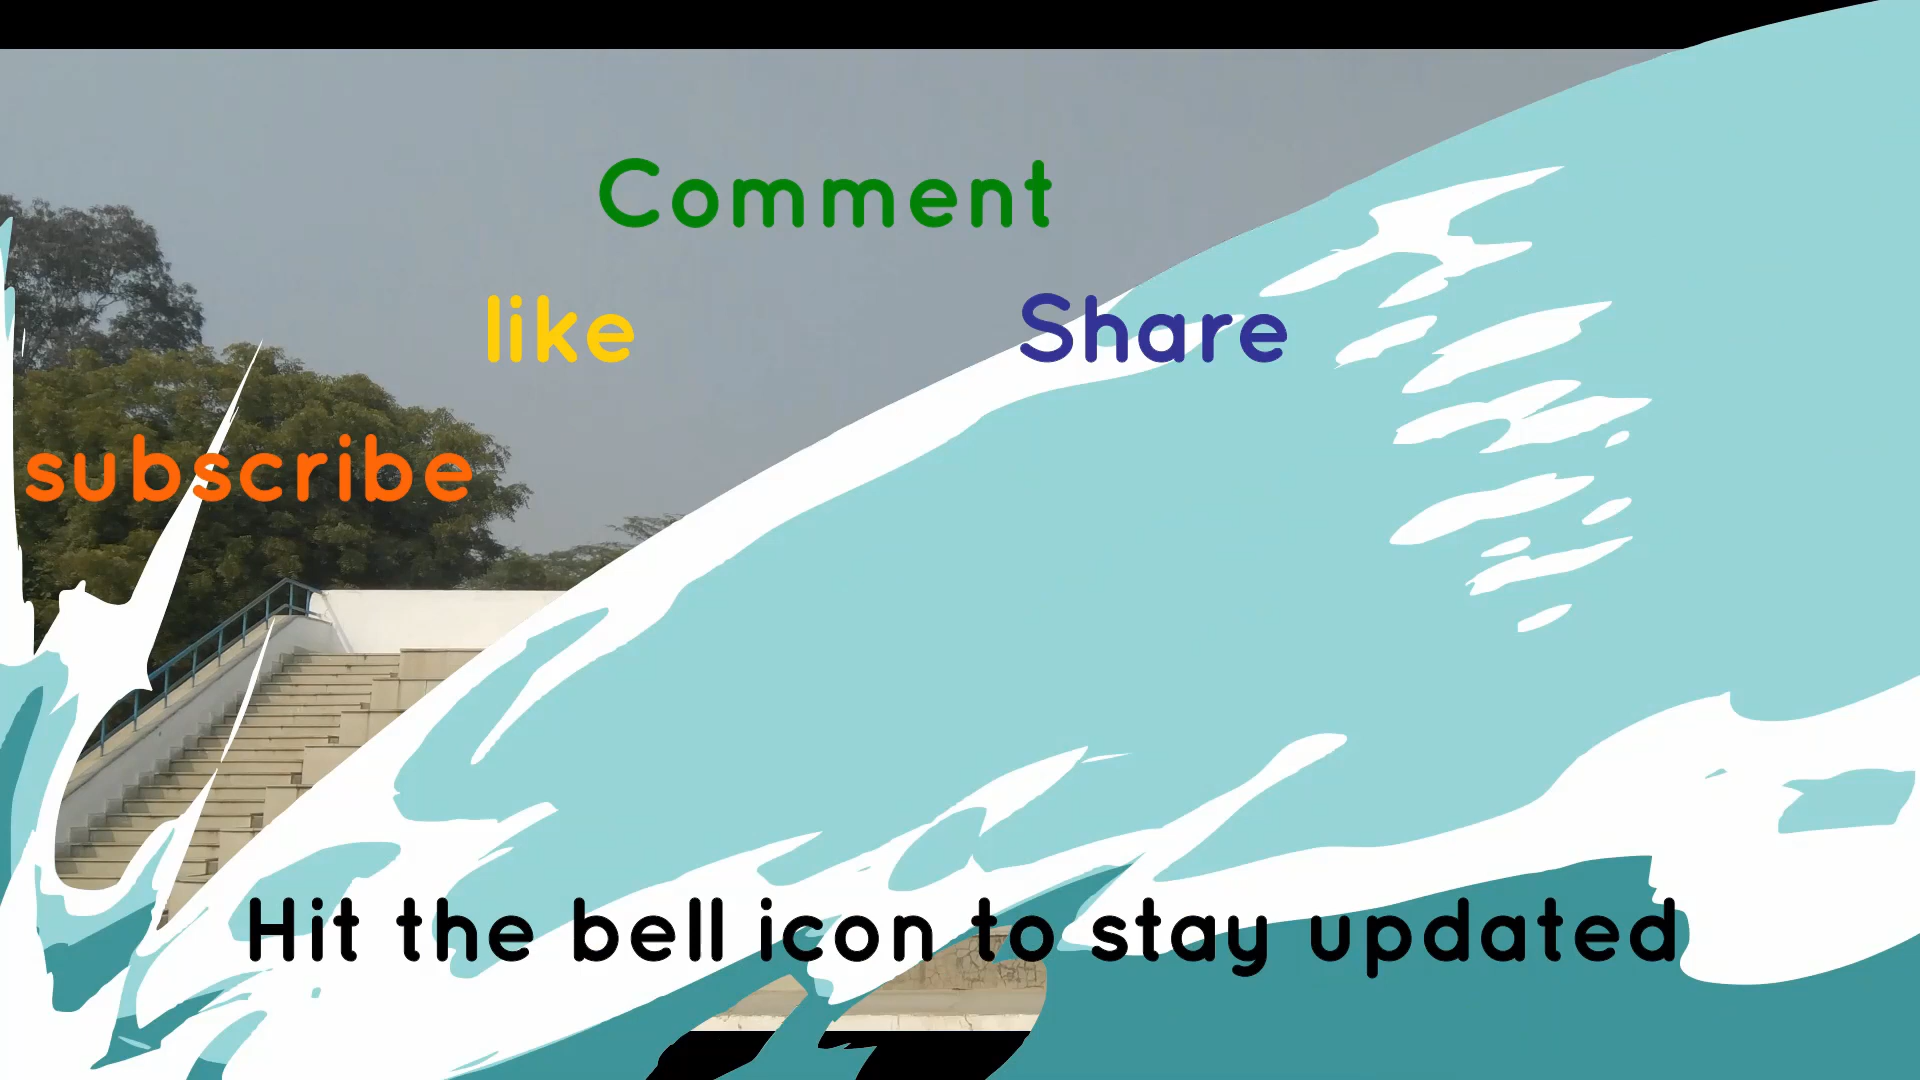 Comment
like
Share
subscribe
Hit the bell icon to stay updated